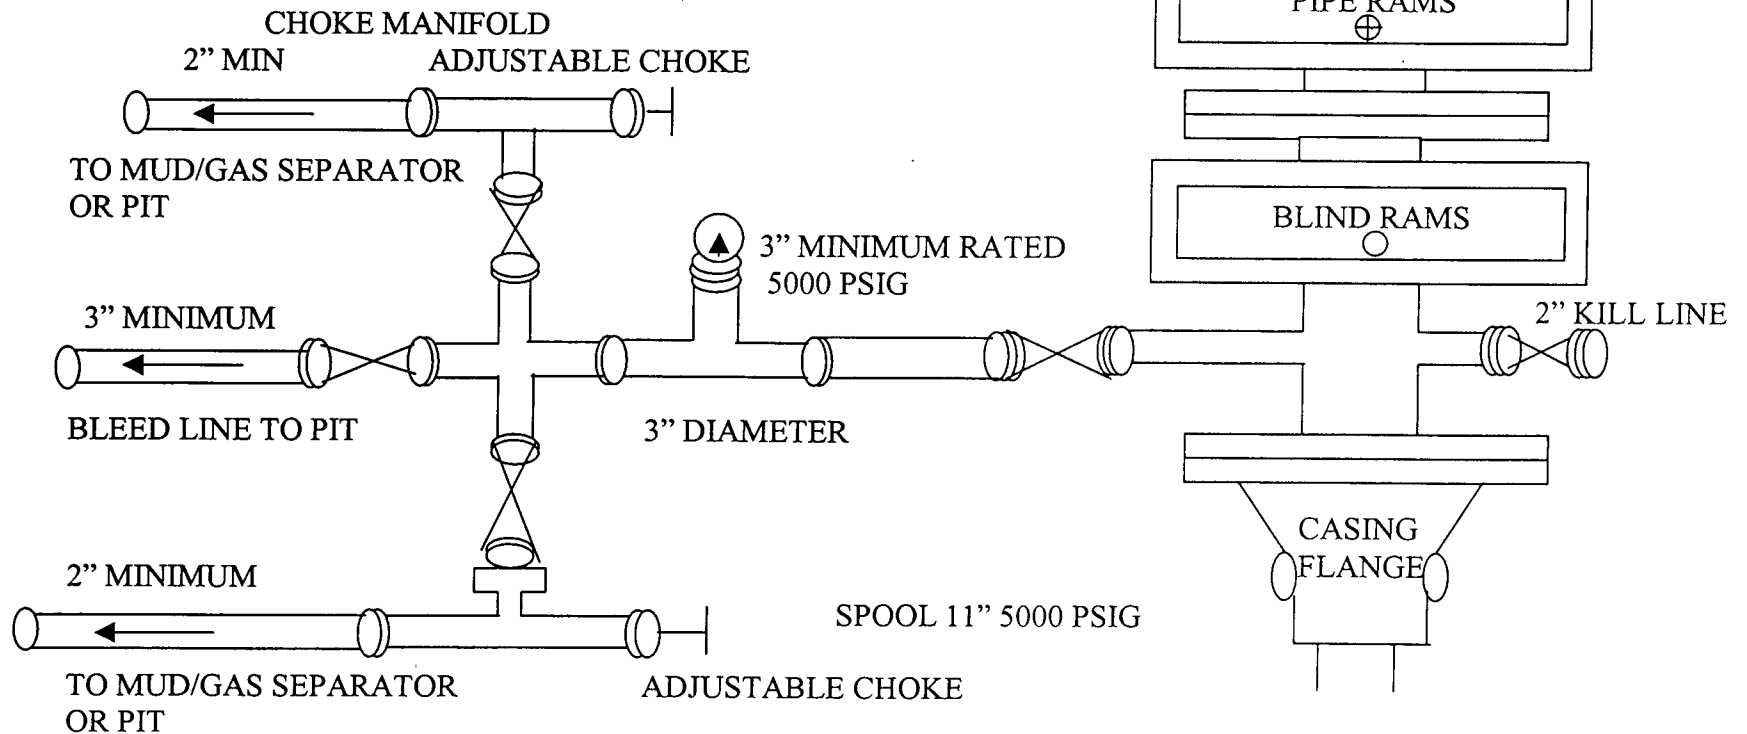 PIPE RAMS
CHOKE MANIFOLD
2” MIN
ADJUSTABLE CHOKE
TO MUD/GAS SEPARATOR
OR PIT
BLIND RAMS
3” MINIMUM RATED
5000 PSIG
3” MINIMUM
2” KILL LINE
BLEED LINE TO PIT
3” DIAMETER
CASING
FLANGE
2” MINIMUM
SPOOL 11” 5000 PSIG
TO MUD/GAS SEPARATOR
OR PIT
ADJUSTABLE CHOKE